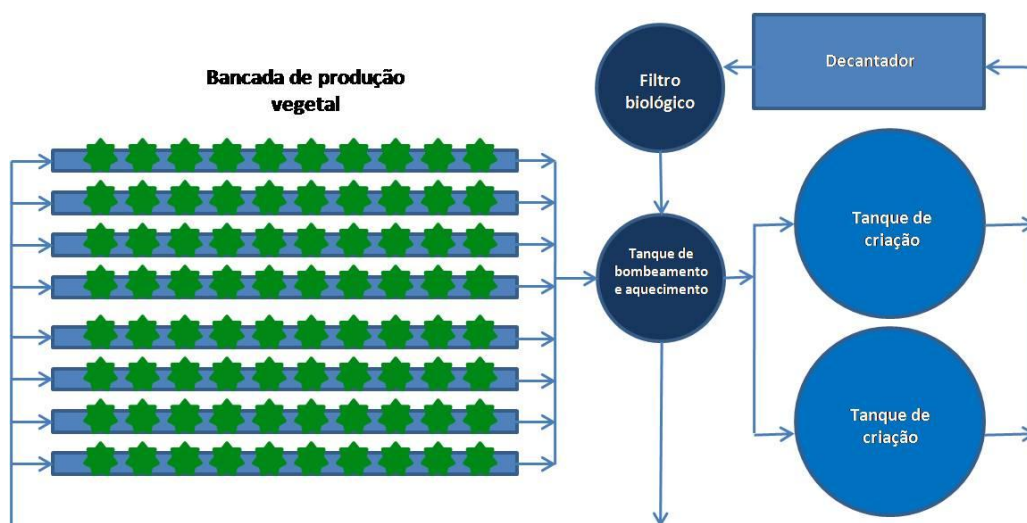 Bancada de produção
vegetal
Filtro
biológico
Decantador
Tanque de
bombeamento
e aquecimento
Tanque de
criação
Tanque de
criação